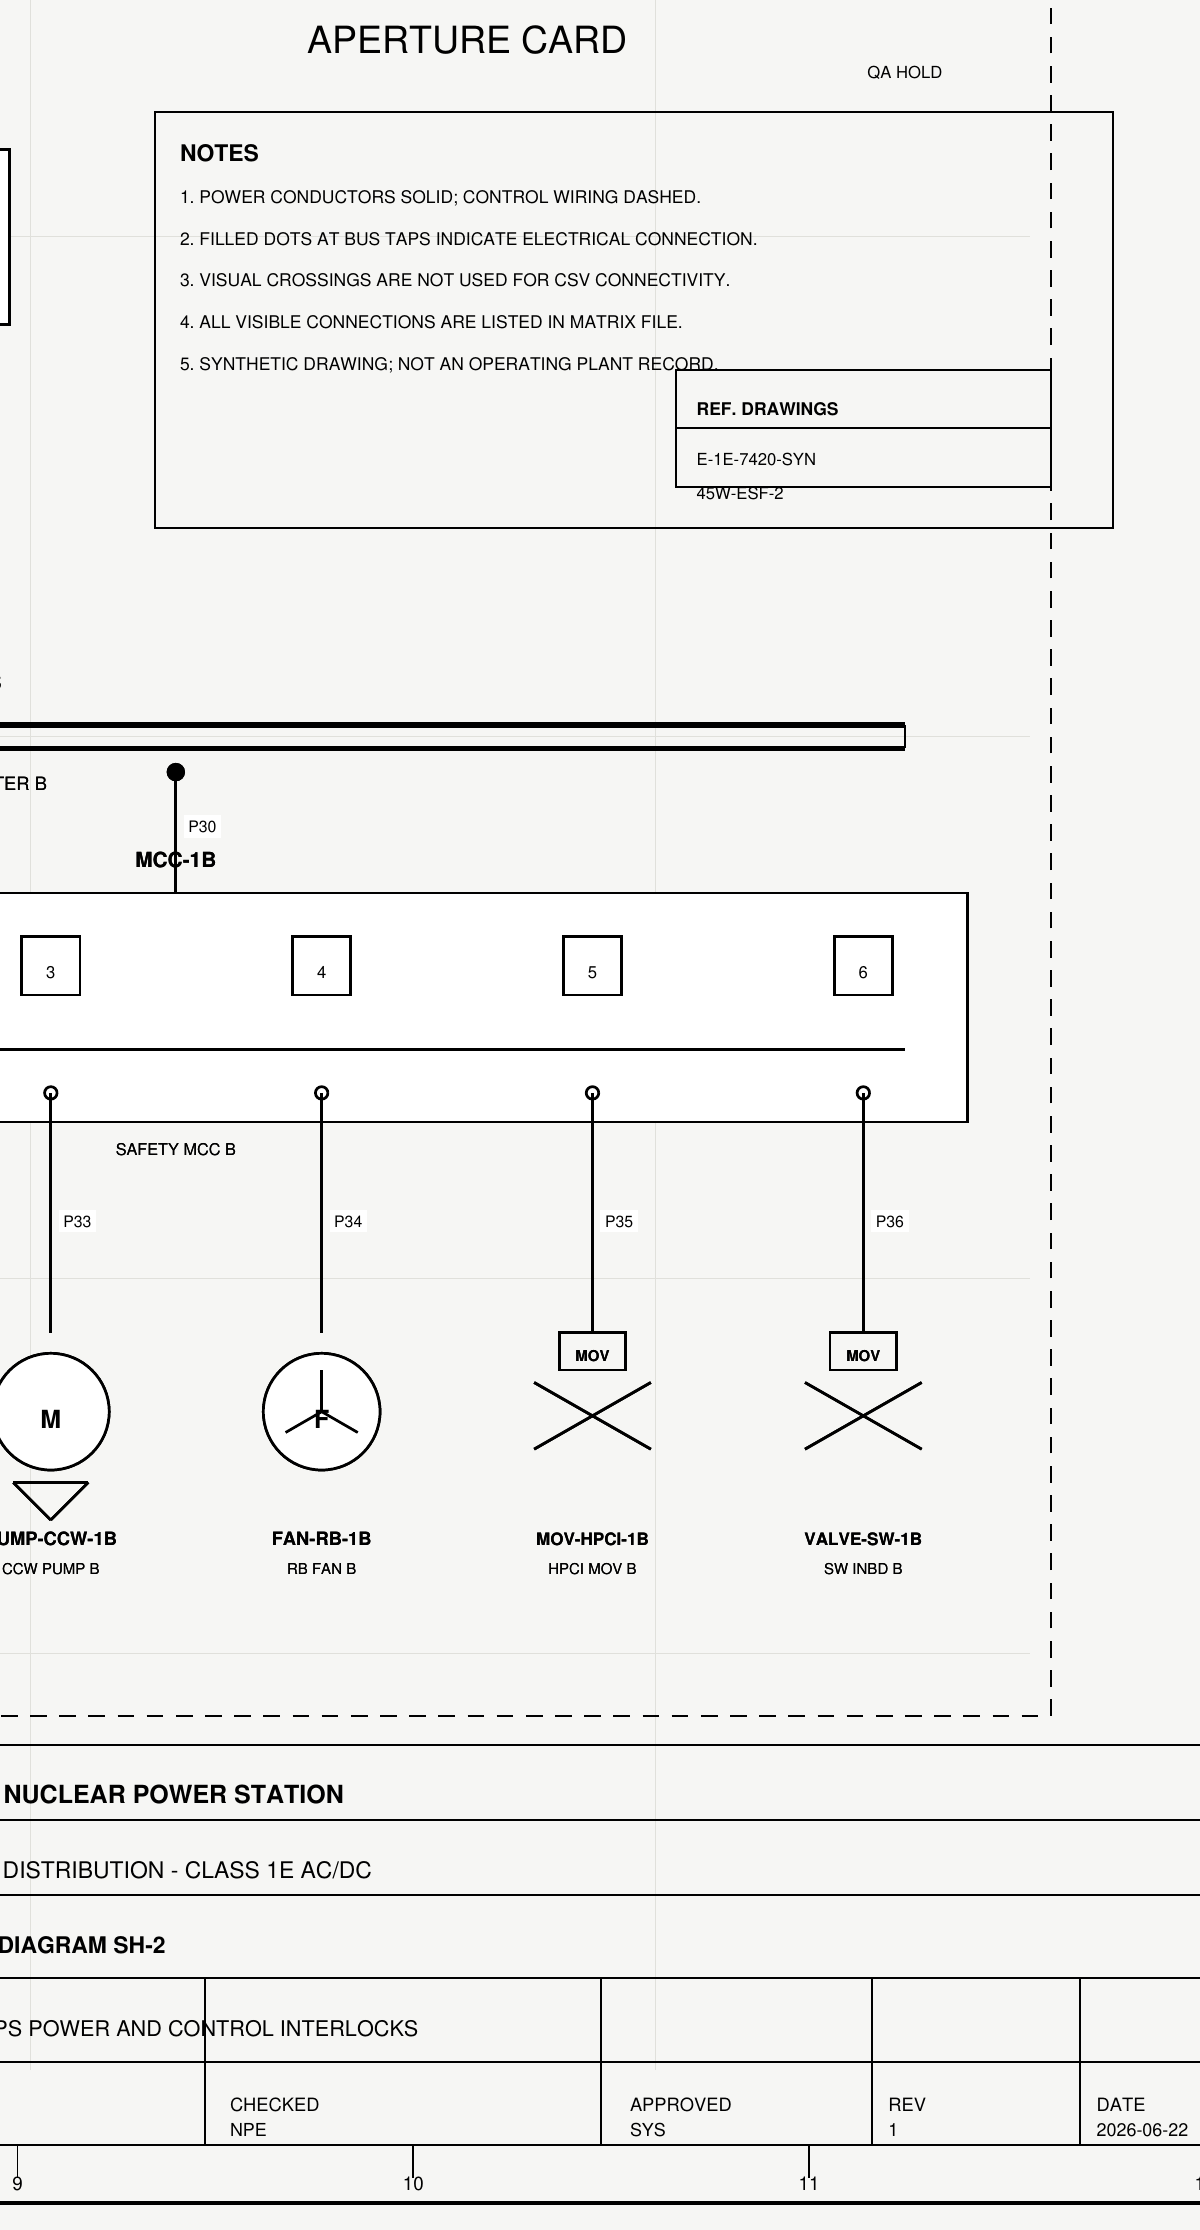 APERTURE CARD
QA HOLD
NOTES
1. POWER CONDUCTORS SOLID; CONTROL WIRING DASHED.
2. FILLED DOTS AT BUS TAPS INDICATE ELECTRICAL CONNECTION.
3. VISUAL CROSSINGS ARE NOT USED FOR CSV CONNECTIVITY.
4. ALL VISIBLE CONNECTIONS ARE LISTED IN MATRIX FILE.
5. SYNTHETIC DRAWING; NOT AN OPERATING PLANT RECORD.
REF. DRAWINGS
E-1E-7420-SYN
45W-ESF-2
TER B
P30
MCC-1B
3 4 5 6
SAFETY MCC B
P33 P34 P35 P36
MOV MOV
M F
UMP-CCW-1B FAN-RB-1B MOV-HPCI-1B VALVE-SW-1B
CCW PUMP B RB FAN B HPCI MOV B SW INBD B
NUCLEAR POWER STATION
DISTRIBUTION - CLASS 1E AC/DC
DIAGRAM SH-2
PS POWER AND CONTROL INTERLOCKS
CHECKED APPROVED REV DATE
NPE SYS 1 2026-06-22
9 10 11